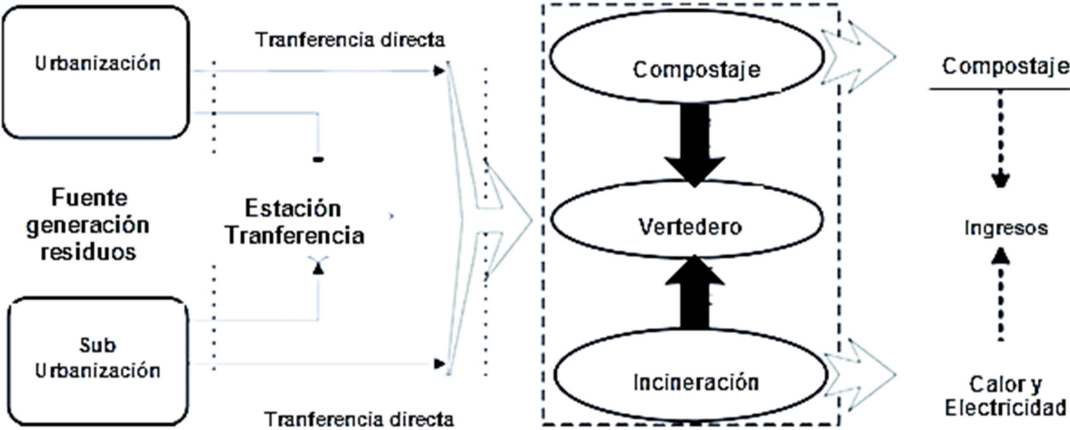 Urbanización
Tranferencia directa
Fuente
generación
residuos
Estación
Tranferencia
Sub
Urbanización
Tranferencia directa
Compostaje
Vertedero
Incineración
Compostaje
Ingresos
Calor y
Electricidad